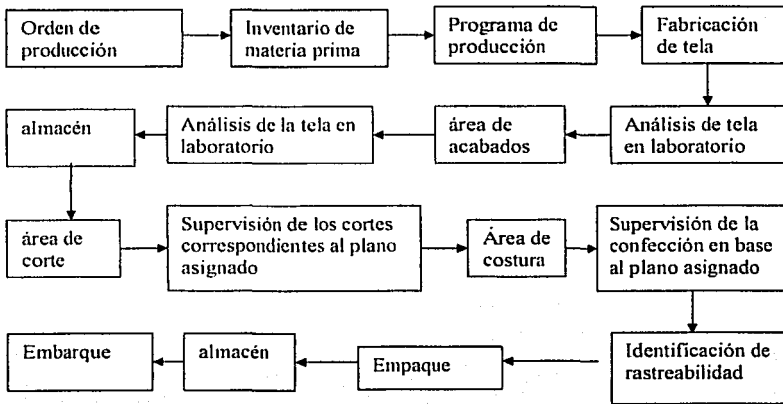 Orden de
producción
Inventario de
matería prima
Programa de
producción
Fabricación
de tela
almacén
Análisis de la tela en
laboratorio
área de
acabados
Análisis de tela
en laboratorio
área de
corte
Supervisión de los cortes
correspondientes al plano
asignado
Área de
costura
Supervisión de la
confección en base
al plano asignado
Embarque
almacén
Empaque
Identificación de
rastreabilidad